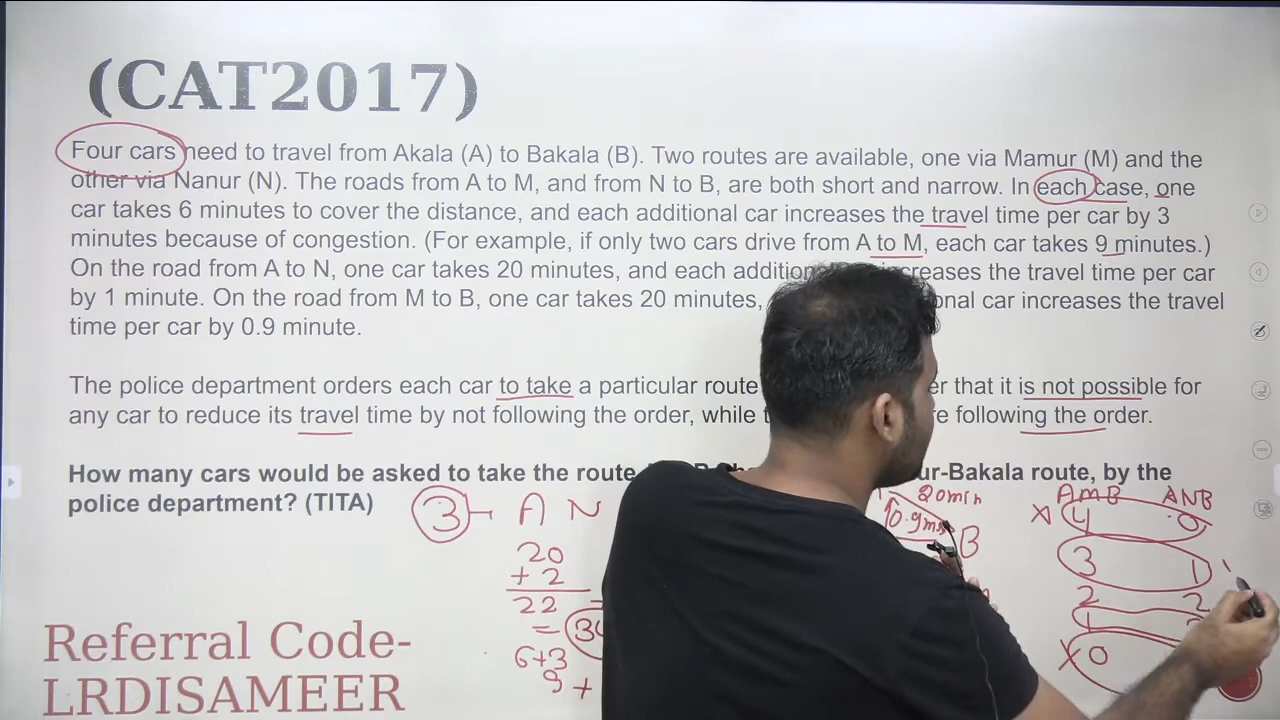 (CAT2017)
Four cars need to travel from Akala (A) to Bakala (B). Two routes are available, one via Mamur (M) and the
other via Nanur (N). The roads from A to M, and from N to B, are both short and narrow. In each case, one
car takes 6 minutes to cover the distance, and each additional car increases the travel time per car by 3
minutes because of congestion. (For example, if only two cars drive from A to M, each car takes 9 minutes.)
On the road from A to N, one car takes 20 minutes, and each addition creases the travel time per car
by 1 minute. On the road from M to B, one car takes 20 minutes, onal car increases the travel
time per car by 0.9 minute.
The police department orders each car to take a particular route er that it is not possible for
any car to reduce its travel time by not following the order, while t re following the order.
How many cars would be asked to take the route ur-Bakala route, by the
police department? (TITA)
3 A N
20
+ 2
22
=
6+3
9 +
20min
0.9m
B
AMB ANB
X 4 0
3 1
2 2
1
X 0
Referral Code-
LRDISAMEER